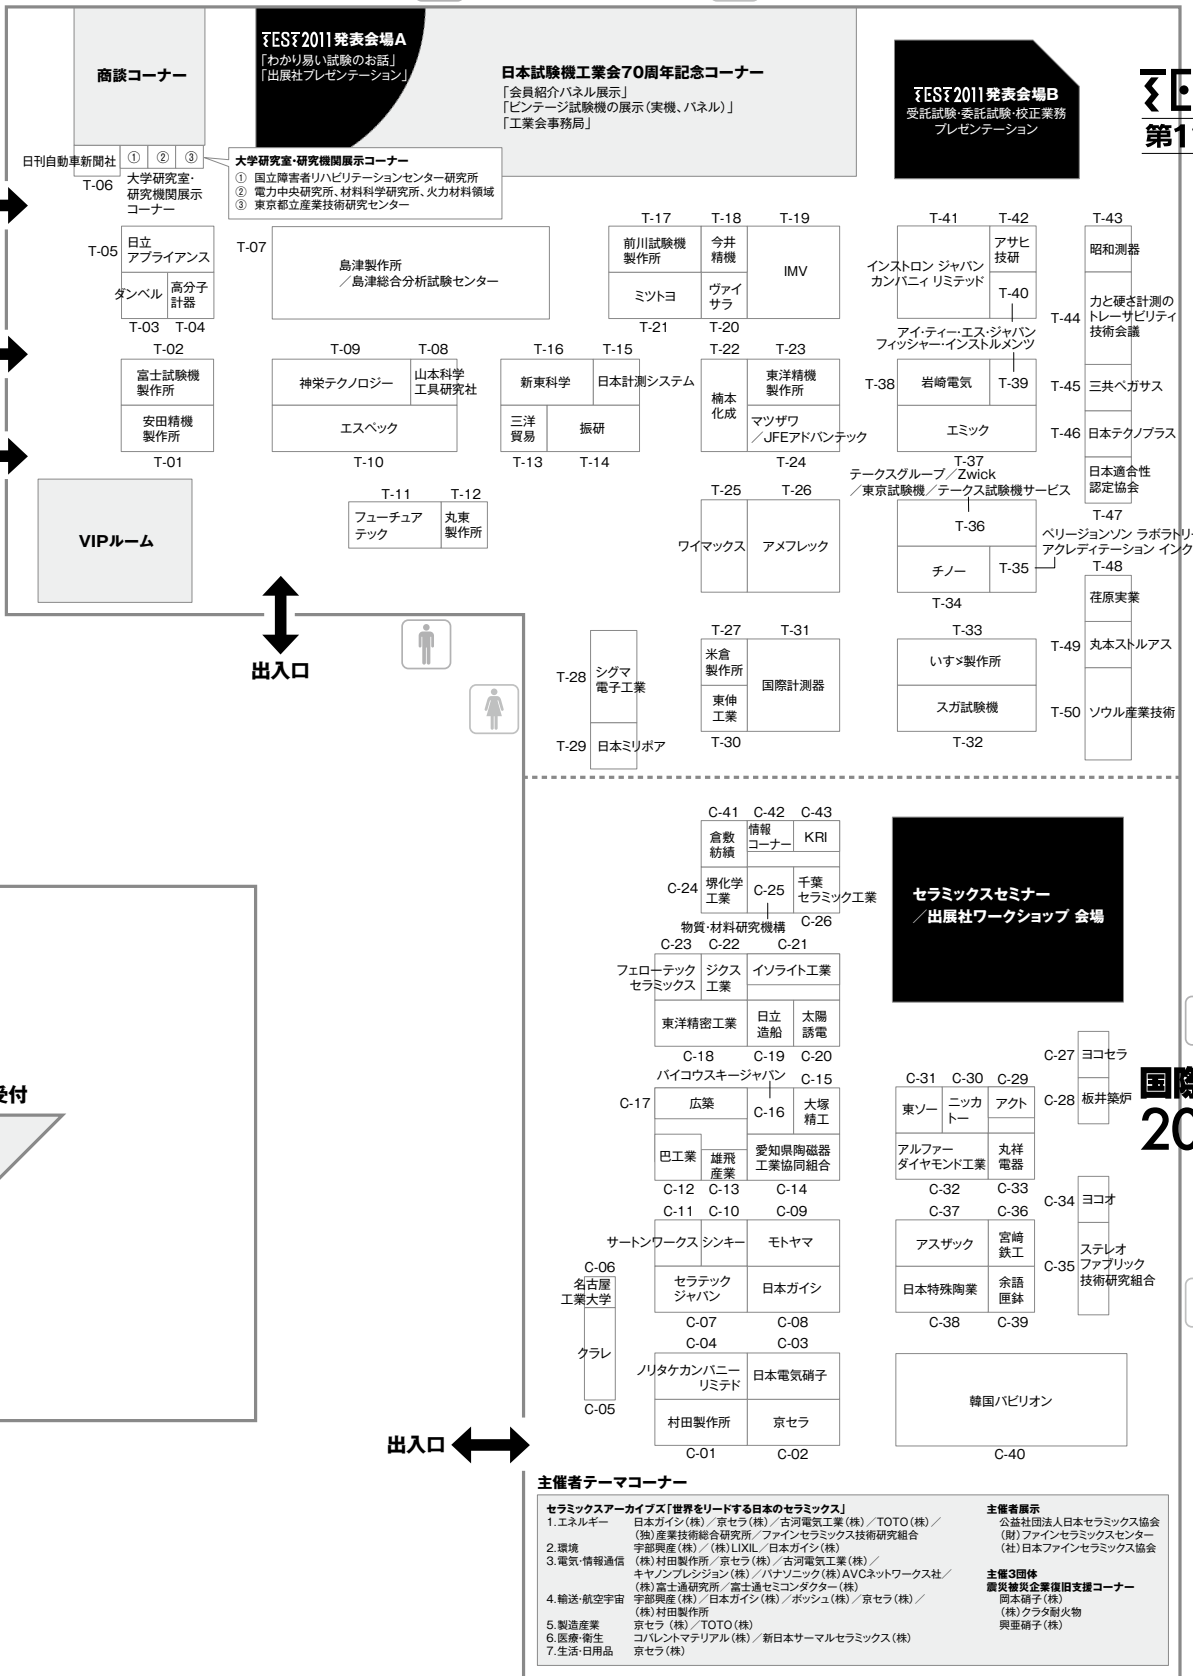 商談コーナー
TEST2011発表会場A
「わかり易い試験のお話」
「出展社プレゼンテーション」
日本試験機工業会70周年記念コーナー
「会員紹介パネル展示」
「ビンテージ試験機の展示(実機、パネル)」
「工業会事務局」
TEST2011発表会場B
受託試験・委託試験・校正業務
プレゼンテーション
第1
日刊自動車新聞社
① ② ③
T-06
大学研究室・
研究機関展示
コーナー
大学研究室・研究機関展示コーナー
① 国立障害者リハビリテーションセンター研究所
② 電力中央研究所、材料科学研究所、火力材料領域
③ 東京都立産業技術研究センター
T-05
日立
アプライアンス
ダンベル
高分子
計器
T-03 T-04
T-07
島津製作所
/島津総合分析試験センター
T-17 T-18 T-19
前川試験機
製作所
今井
精機
IMV
ミツトヨ
ヴァイ
サラ
T-21 T-20
T-41 T-42
インストロン ジャパン
カンパニィ リミテッド
アサヒ
技研
T-40
アイ・ティー・エス・ジャパン
フィッシャー・インストルメンツ
T-43
昭和測器
T-44
力と硬さ計測の
トレーサビリティ
技術会議
T-02
富士試験機
製作所
安田精機
製作所
T-01
T-09 T-08
神栄テクノロジー
山本科学
工具研究社
エスペック
T-10
T-16 T-15
新東科学
日本計測システム
三洋
貿易
振研
T-13 T-14
T-22 T-23
楠本
化成
東洋精機
製作所
マツザワ
/JFEアドバンテック
T-24
T-38
岩崎電気
T-39
エミック
T-37
T-45 三共ペガサス
T-46 日本テクノプラス
日本適合性
認定協会
T-47
VIPルーム
T-11 T-12
フューチュア
テック
丸東
製作所
T-25 T-26
ワイマックス
アメフレック
テークスグループ/Zwick
/東京試験機/テークス試験機サービス
T-36
チノー
T-35
T-34
ペリージョンソン ラボラトリー
アクレディテーション インク
T-48
荏原実業
T-49 丸本ストルアス
T-50 ソウル産業技術
出入口
T-28
シグマ
電子工業
T-29 日本ミリポア
T-27 T-31
米倉
製作所
国際計測器
東伸
工業
T-30
T-33
いすゞ製作所
スガ試験機
T-32
C-41 C-42 C-43
倉敷
紡績
情報
コーナー
KRI
C-24
堺化学
工業
C-25
千葉
セラミック工業
C-26
物質・材料研究機構
セラミックスセミナー
/出展社ワークショップ 会場
C-23 C-22 C-21
フェローテック
セラミックス
ジクス
工業
イソライト工業
東洋精密工業
日立
造船
太陽
誘電
C-18 C-19 C-20
バイコウスキージャパン
C-15
C-17
広築
C-16
大塚
精工
巴工業
雄飛
産業
愛知県陶磁器
工業協同組合
C-12 C-13 C-14
C-31 C-30 C-29
東ソー
ニッカ
トー
アクト
アルファー
ダイヤモンド工業
丸祥
電器
C-32 C-33
C-27 ヨコセラ
C-28 板井築炉
国際
20
受付
C-11 C-10 C-09
サートンワークス
シンキー
モトヤマ
セラテック
ジャパン
日本ガイシ
C-07 C-08
C-06
名古屋
工業大学
クラレ
C-05
C-37 C-36
アスザック
宮﨑
鉄工
日本特殊陶業
余語
匣鉢
C-38 C-39
C-34 ヨコオ
C-35
ステレオ
ファブリック
技術研究組合
C-04 C-03
ノリタケカンパニー
リミテド
日本電気硝子
村田製作所
京セラ
C-01 C-02
韓国パビリオン
C-40
出入口
主催者テーマコーナー
セラミックスアーカイブズ「世界をリードする日本のセラミックス」
1.エネルギー 日本ガイシ(株)/京セラ(株)/古河電気工業(株)/TOTO(株)/
(独)産業技術総合研究所/ファインセラミックス技術研究組合
2.環境 宇部興産(株)/(株)LIXIL/日本ガイシ(株)
3.電気・情報通信 (株)村田製作所/京セラ(株)/古河電気工業(株)/
キヤノンプレシジョン(株)/パナソニック(株)AVCネットワークス社/
(株)富士通研究所/富士通セミコンダクター(株)
4.輸送・航空宇宙 宇部興産(株)/日本ガイシ(株)/ボッシュ(株)/京セラ(株)/
(株)村田製作所
5.製造産業 京セラ(株)/TOTO(株)
6.医療・衛生 コバレントマテリアル(株)/新日本サーマルセラミックス(株)
7.生活・日用品 京セラ(株)
主催者展示
公益社団法人日本セラミックス協会
(財)ファインセラミックスセンター
(社)日本ファインセラミックス協会
主催3団体
震災被災企業復旧支援コーナー
岡本硝子(株)
(株)クラタ耐火物
興亜硝子(株)